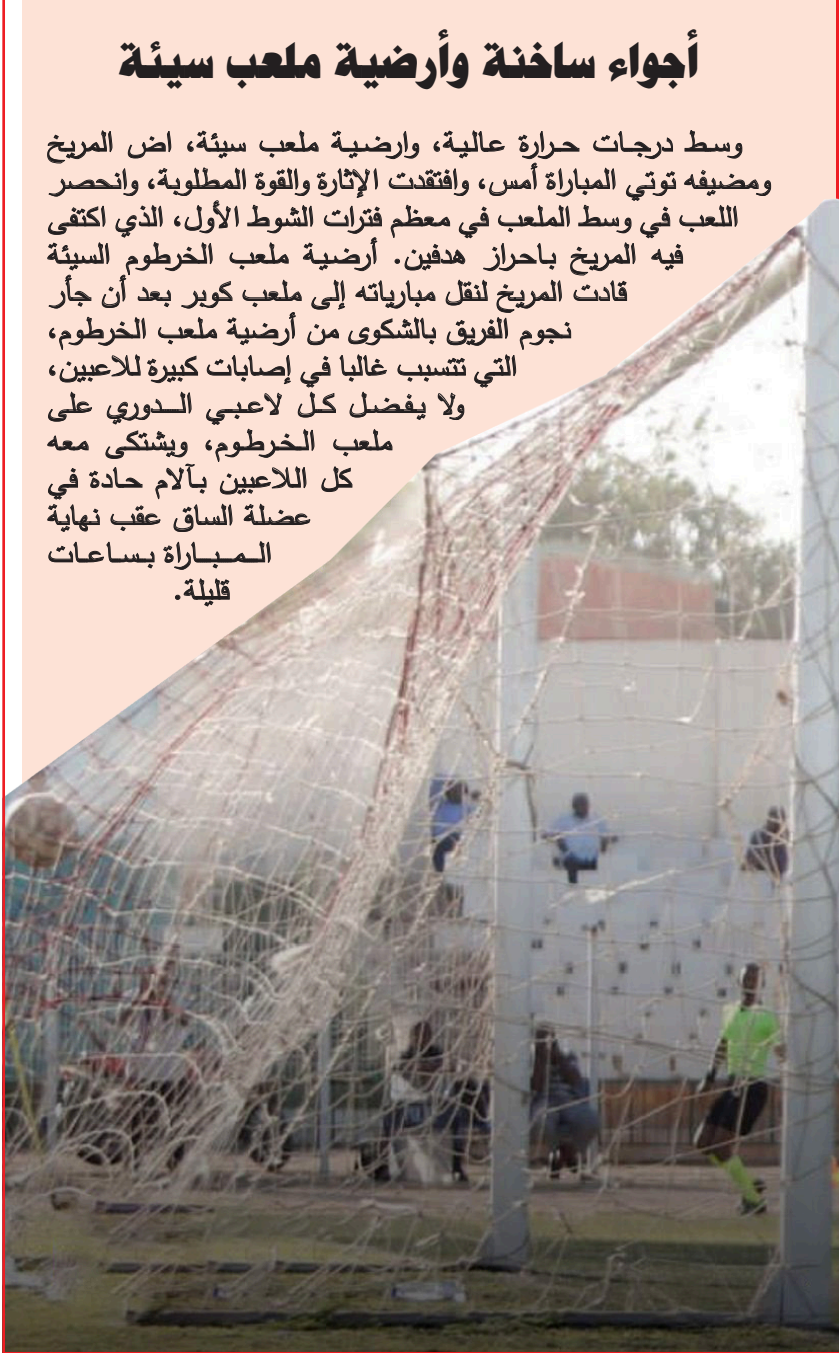 أجواء ساخنة وأرضية ملعب سيئة
وسط درجات حرارة عالية، وارضية ملعب سيئة، اض المريخ
ومضيفه توتي المباراة أمس، وافتقدت الإثارة والقوة المطلوبة، وانحصر
اللعب في وسط الملعب في معظم فترات الشوط الأول، الذي اكتفى
فيه المريخ باحراز هدفين. أرضية ملعب الخرطوم السيئة
قادت المريخ لنقل مبارياته إلى ملعب كوبر بعد أن جأر
نجوم الفريق بالشكوى من أرضية ملعب الخرطوم،
التي تتسبب غالبا في إصابات كبيرة للاعبين،
ولا يفضل كل لاعبي الدوري على
ملعب الخرطوم، ويشتكى معه
كل اللاعبين بآلام حادة في
عضلة الساق عقب نهاية
المباراة بساعات
قليلة.